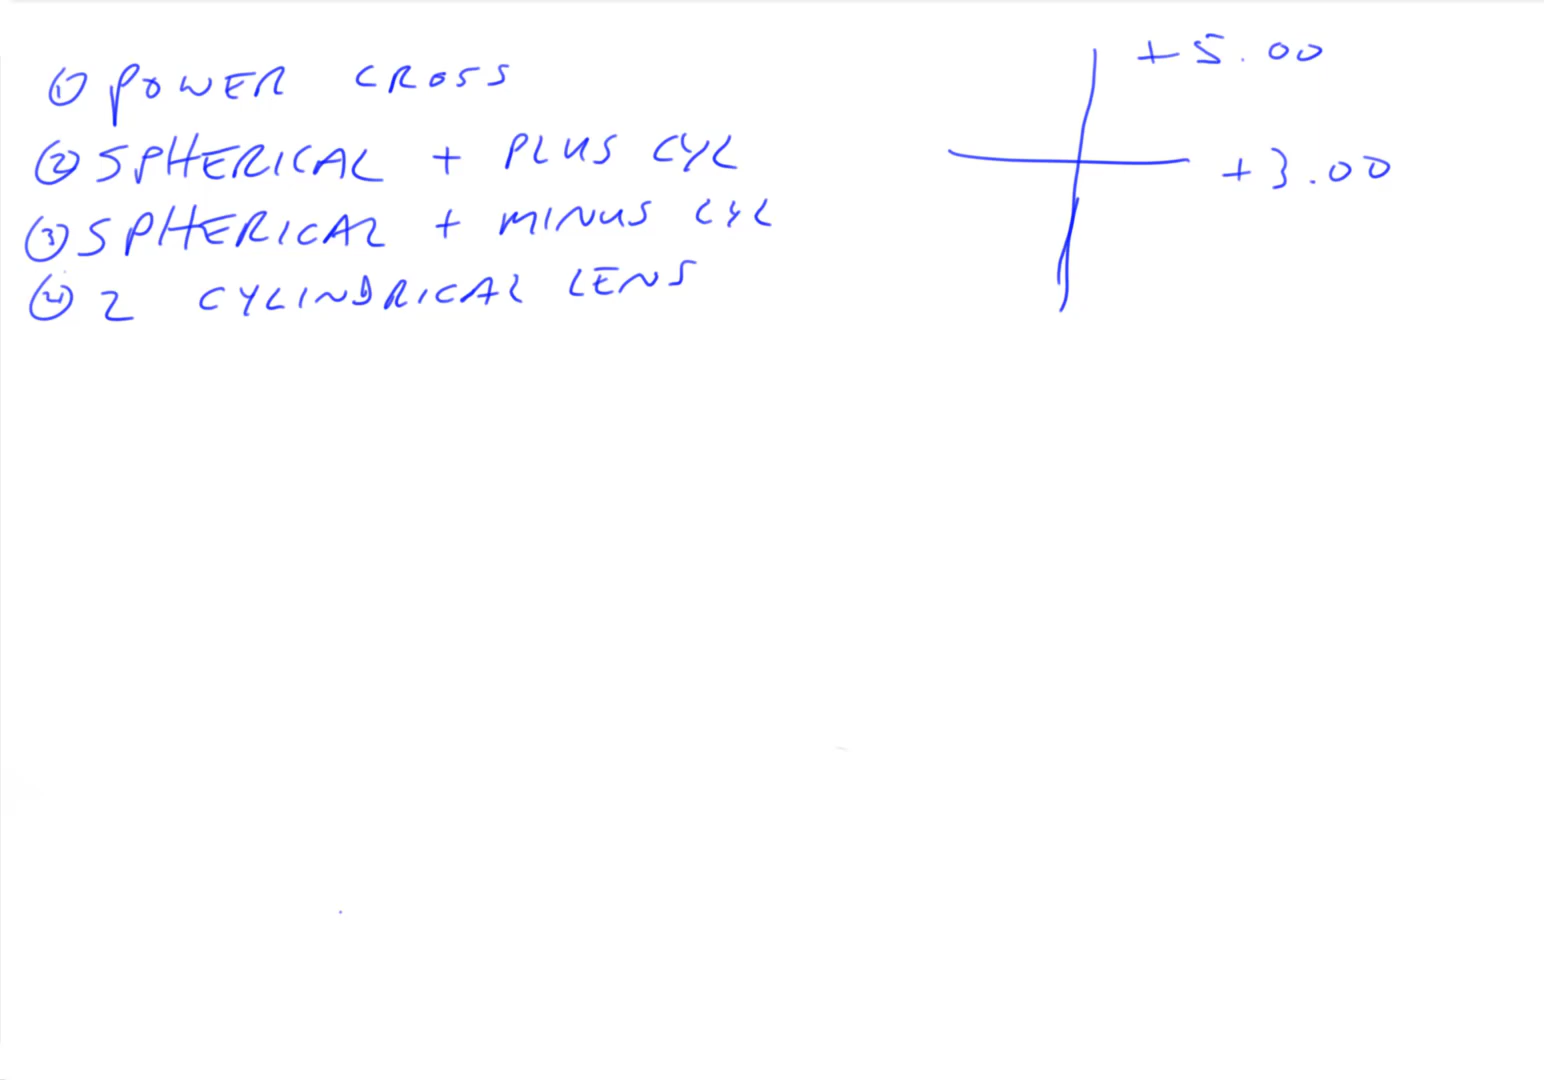 ① POWER CROSS
② SPHERICAL + PLUS CYL
③ SPHERICAL + MINUS CYL
④ 2 CYLINDRICAL LENS
+5.00
+3.00